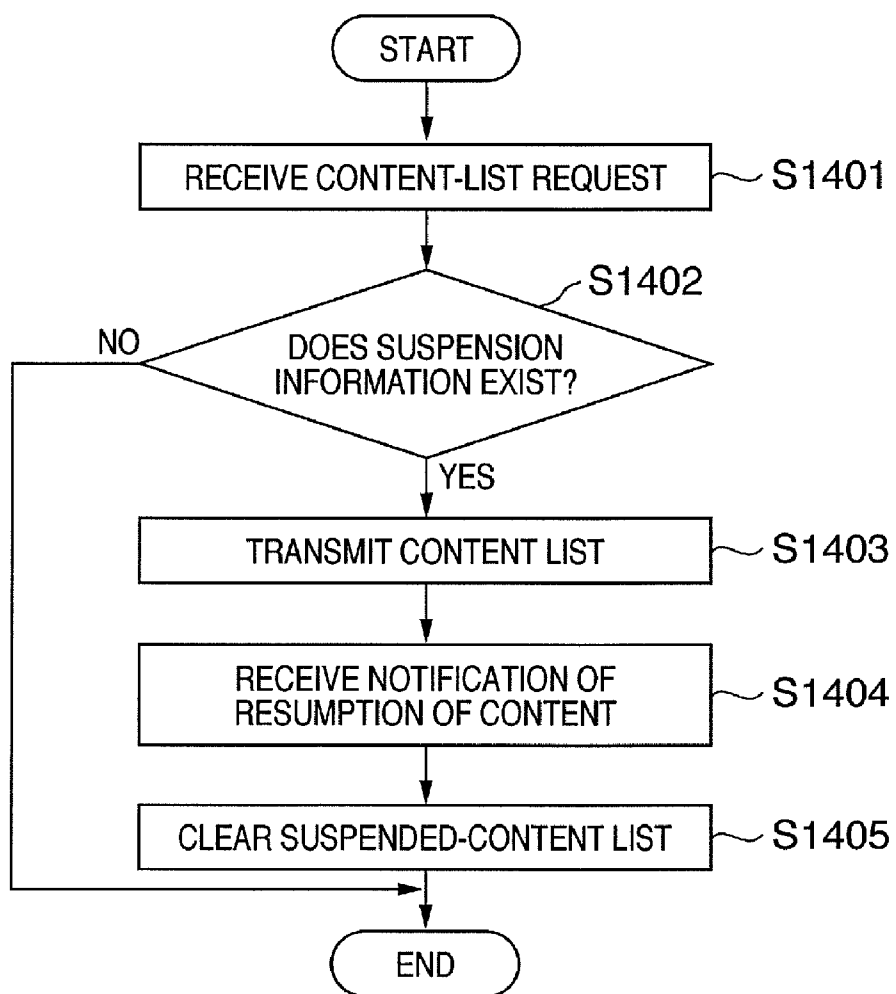 START
RECEIVE CONTENT-LIST REQUEST
S1401
S1402
NO
DOES SUSPENSION
INFORMATION EXIST?
YES
TRANSMIT CONTENT LIST
S1403
RECEIVE NOTIFICATION OF
RESUMPTION OF CONTENT
S1404
CLEAR SUSPENDED-CONTENT LIST
S1405
END